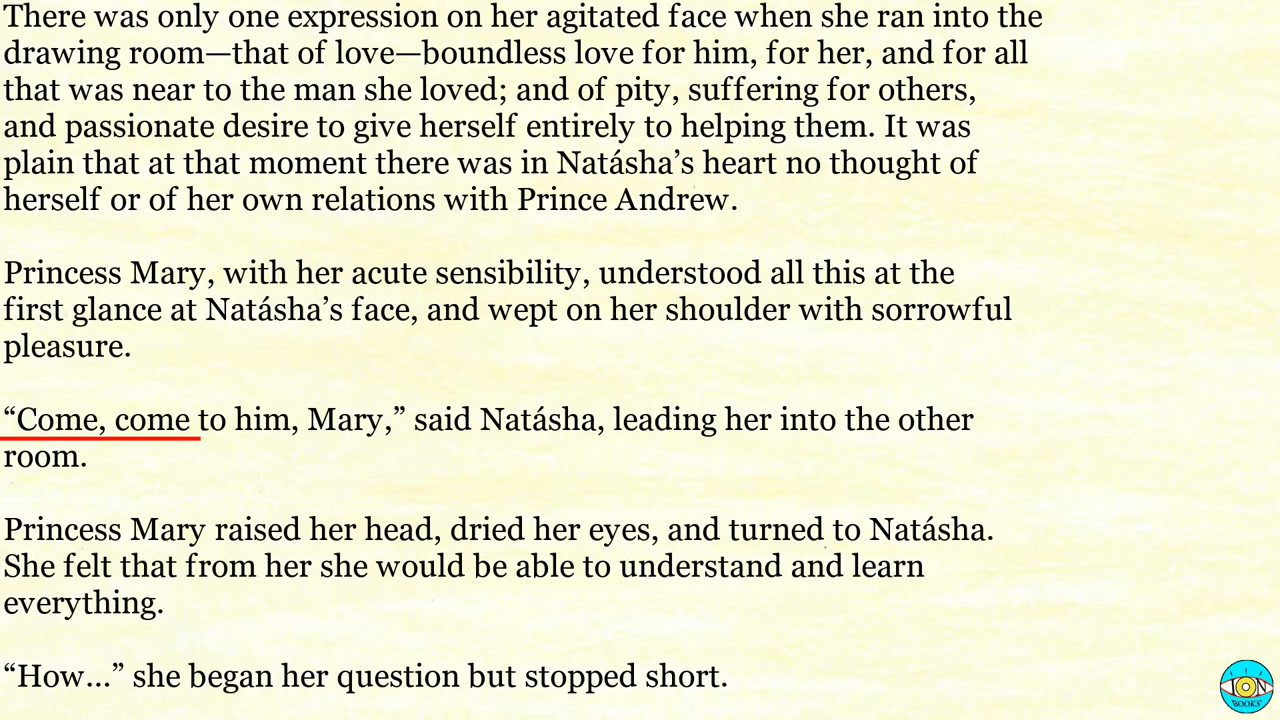 There was only one expression on her agitated face when she ran into the
drawing room—that of love—boundless love for him, for her, and for all
that was near to the man she loved; and of pity, suffering for others,
and passionate desire to give herself entirely to helping them. It was
plain that at that moment there was in Natásha’s heart no thought of
herself or of her own relations with Prince Andrew.
Princess Mary, with her acute sensibility, understood all this at the
first glance at Natásha’s face, and wept on her shoulder with sorrowful
pleasure.
“Come, come to him, Mary,” said Natásha, leading her into the other
room.
Princess Mary raised her head, dried her eyes, and turned to Natásha.
She felt that from her she would be able to understand and learn
everything.
“How...” she began her question but stopped short.
ION
BOOKS